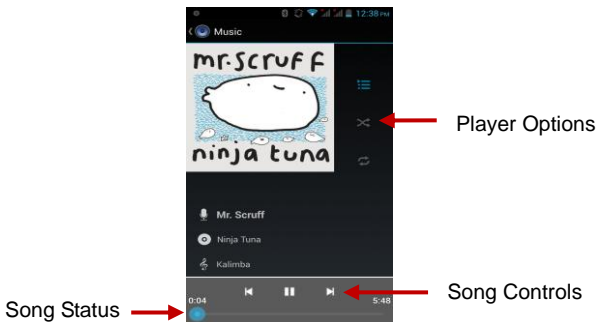 12:38 PM
Music
mr.scruff
ninja tuna
Player Options
Mr. Scruff
Ninja Tuna
Kalimba
0:04
5:48
Song Controls
Song Status